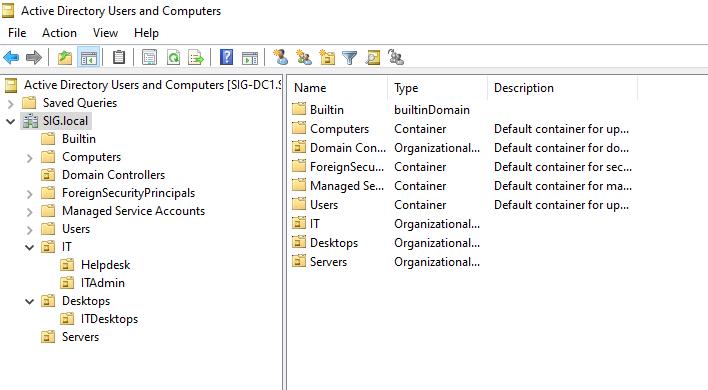 Active Directory Users and Computers
File Action View Help
Active Directory Users and Computers [SIG-DC1.S
Saved Queries
SIG.local
Builtin
Computers
Domain Controllers
ForeignSecurityPrincipals
Managed Service Accounts
Users
IT
Helpdesk
ITAdmin
Desktops
ITDesktops
Servers
Name Type Description
Builtin builtinDomain
Computers Container Default container for up...
Domain Con... Organizational... Default container for do...
ForeignSecu... Container Default container for sec...
Managed Se... Container Default container for ma...
Users Container Default container for up...
IT Organizational...
Desktops Organizational...
Servers Organizational...